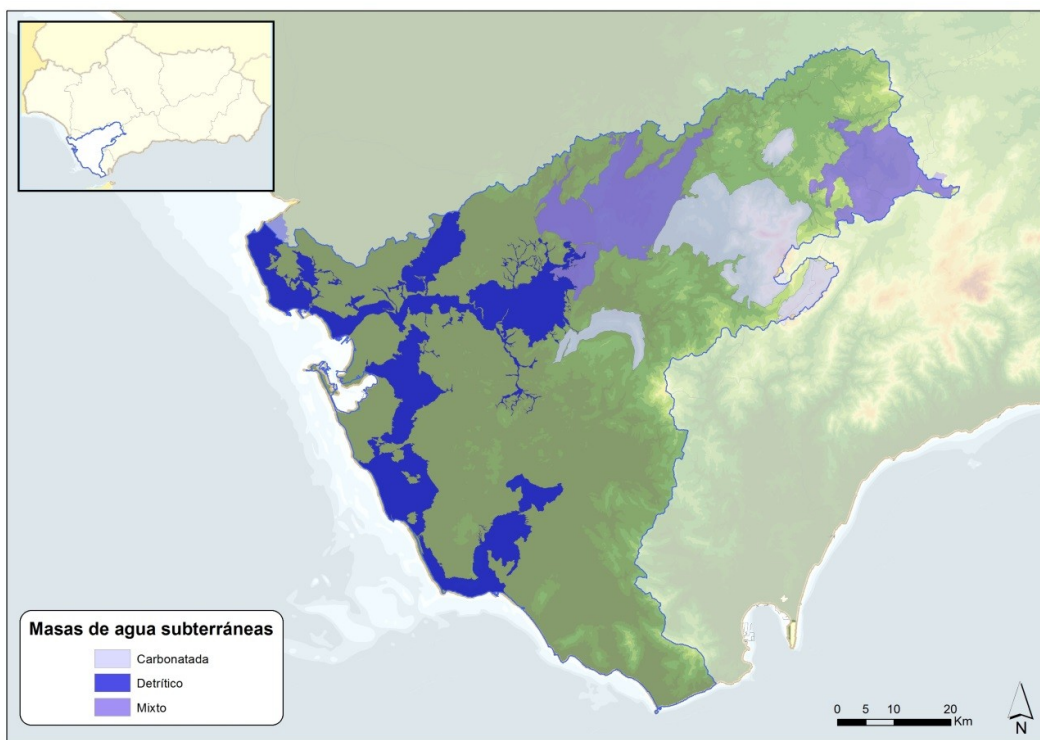 Masas de agua subterráneas
Carbonatada
Detrítico
Mixto
0 5 10 20
Km
N